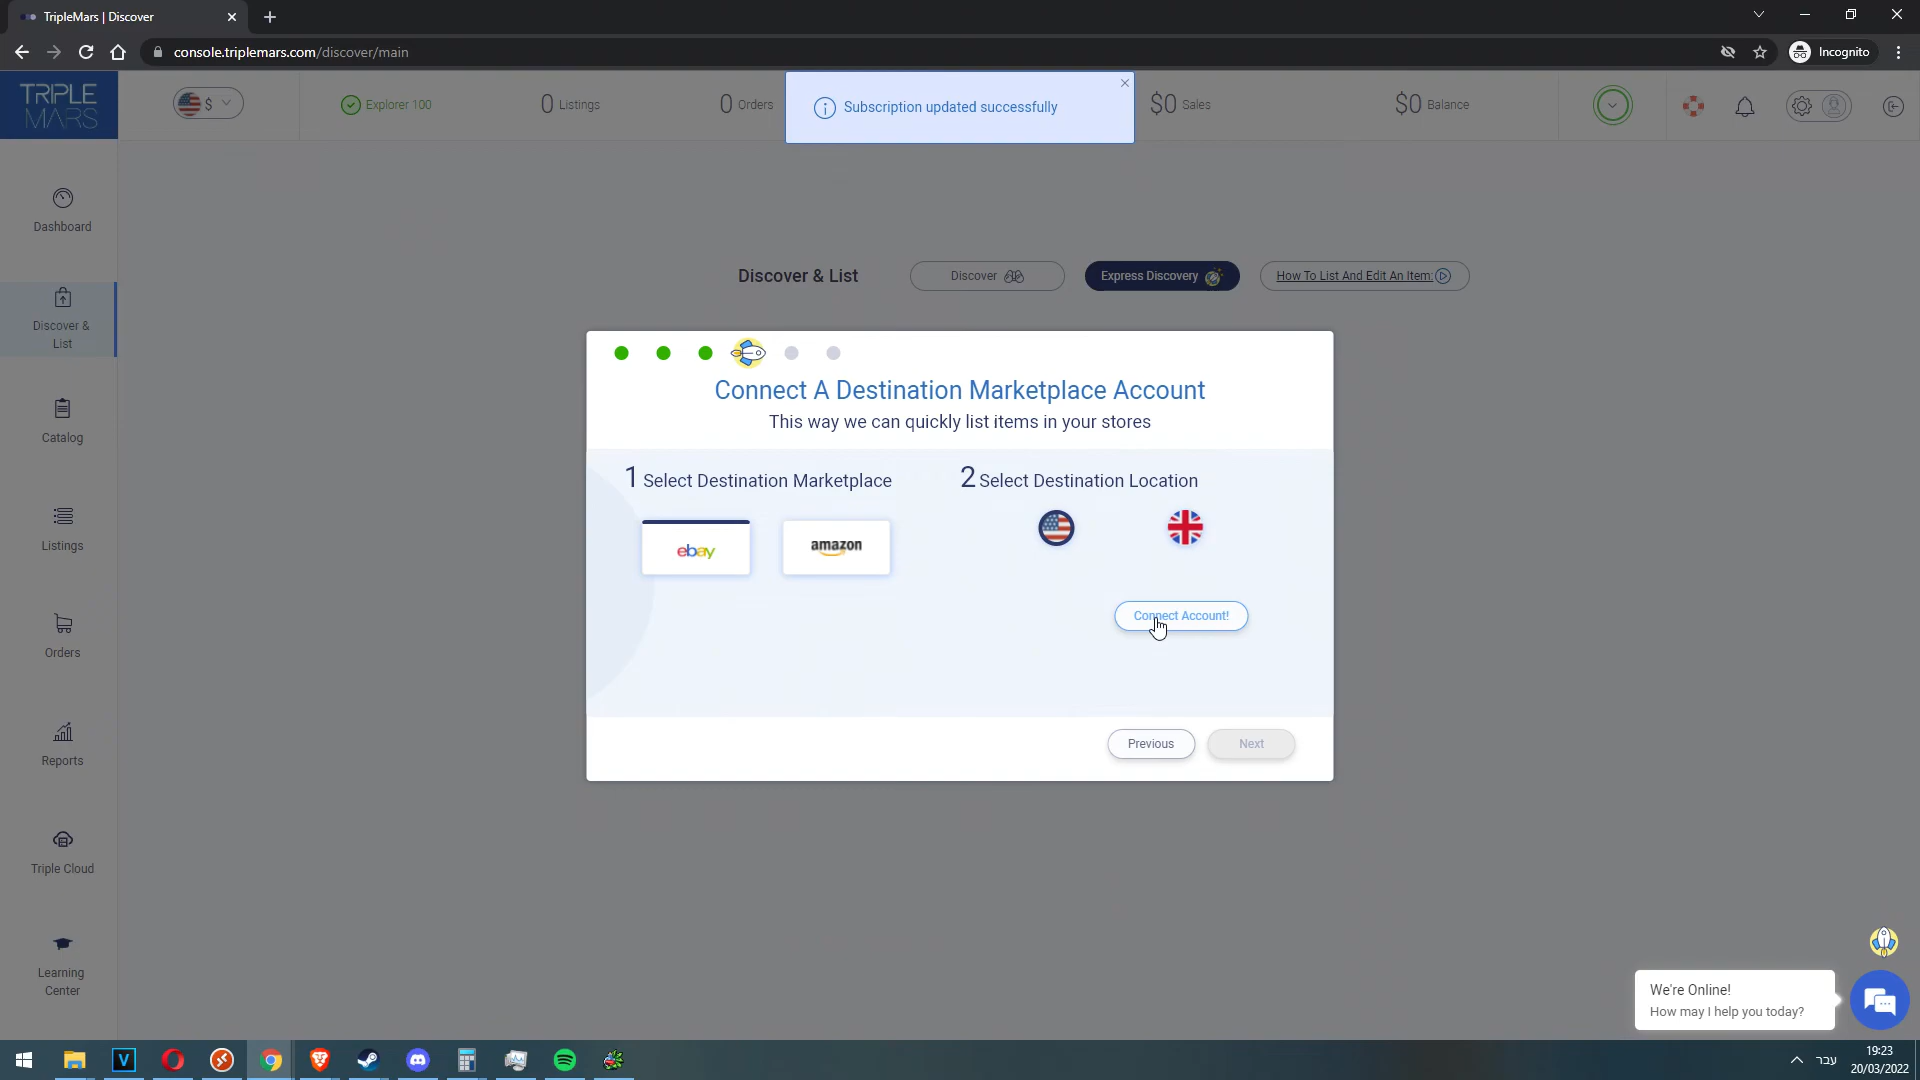 TripleMars | Discover
console.triplemars.com/discover/main
Incognito
TRIPLE
MARS
$
Explorer 100
0 Listings
0 Orders
Subscription updated successfully
$0 Sales
$0 Balance
Dashboard
Discover &
List
Catalog
Listings
Orders
Reports
Triple Cloud
Learning
Center
Discover & List
Discover
Express Discovery
How To List And Edit An Item:
Connect A Destination Marketplace Account
This way we can quickly list items in your stores
1 Select Destination Marketplace
2 Select Destination Location
ebay
amazon
Connect Account!
Previous
Next
We're Online!
How may I help you today?
V
עבר
19:23
20/03/2022